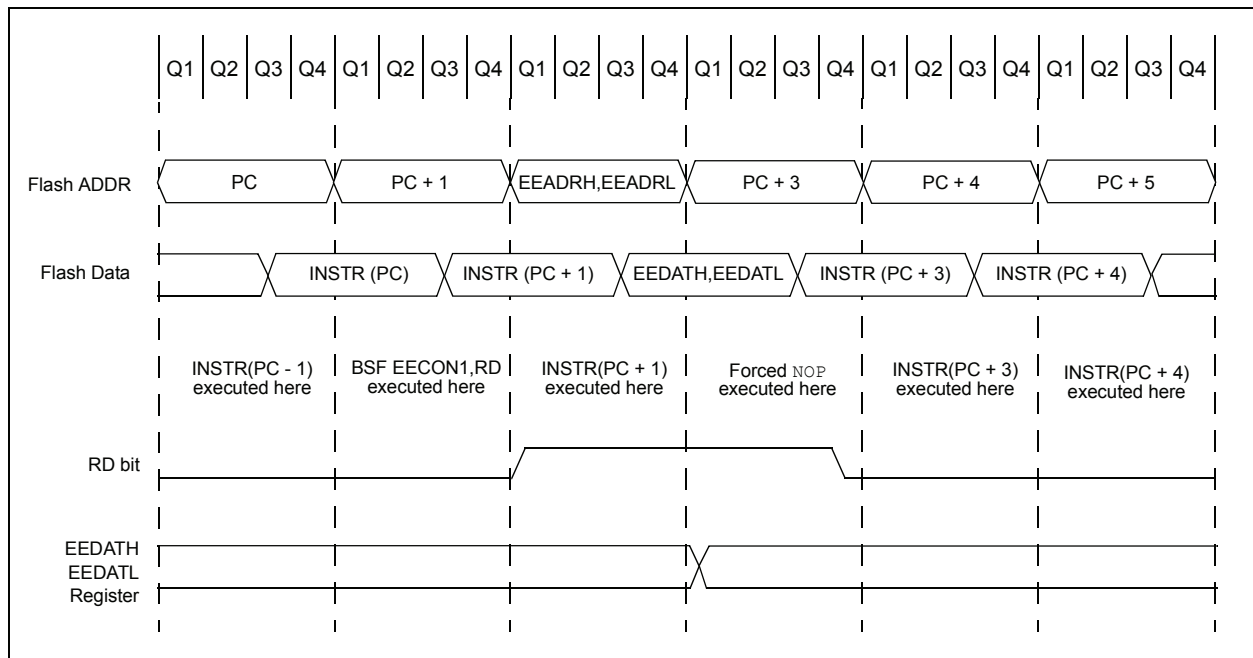 Q1 Q2 Q3 Q4 Q1 Q2 Q3 Q4 Q1 Q2 Q3 Q4 Q1 Q2 Q3 Q4 Q1 Q2 Q3 Q4 Q1 Q2 Q3 Q4
Flash ADDR PC PC + 1 EEADRH,EEADRL PC + 3 PC + 4 PC + 5
Flash Data INSTR (PC) INSTR (PC + 1) EEDATH,EEDATL INSTR (PC + 3) INSTR (PC + 4)
INSTR(PC - 1) BSF EECON1,RD INSTR(PC + 1) Forced NOP INSTR(PC + 3) INSTR(PC + 4)
executed here executed here executed here executed here executed here executed here
RD bit
EEDATH
EEDATL
Register